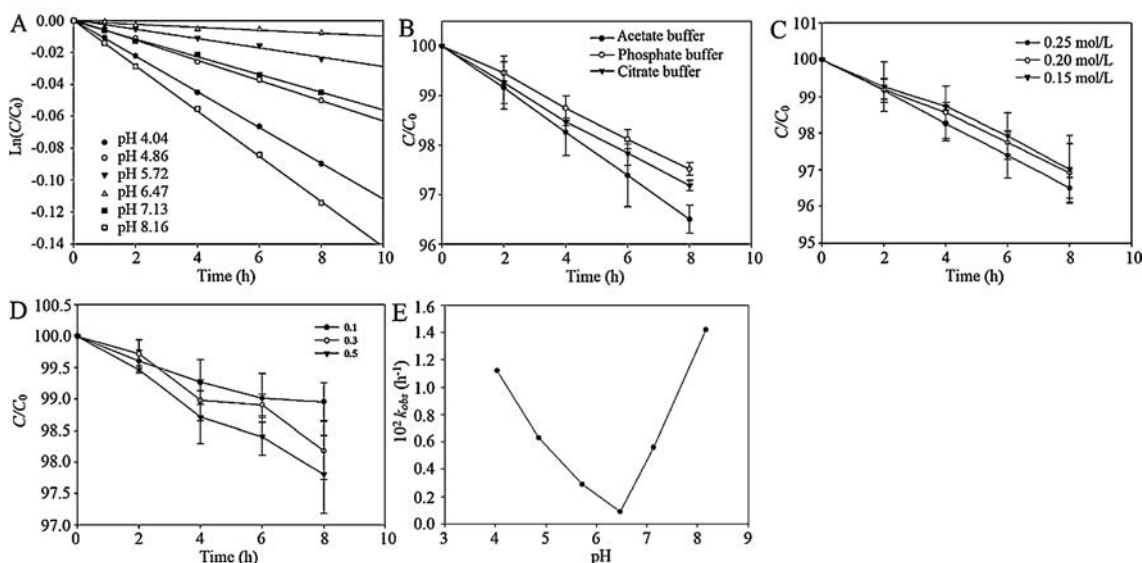 A
Ln(C/C0)
0.00
-0.02
-0.04
-0.06
-0.08
-0.10
-0.12
-0.14
pH 4.04
pH 4.86
pH 5.72
pH 6.47
pH 7.13
pH 8.16
0 2 4 6 8 10
Time (h)
B
C/C0
100
99
98
97
96
Acetate buffer
Phosphate buffer
Citrate buffer
0 2 4 6 8 10
Time (h)
C
C/C0
101
100
99
98
97
96
95
0.25 mol/L
0.20 mol/L
0.15 mol/L
0 2 4 6 8 10
Time (h)
D
C/C0
100.5
100.0
99.5
99.0
98.5
98.0
97.5
97.0
0.1
0.3
0.5
0 2 4 6 8 10
Time (h)
E
10² kobs (h⁻¹)
1.6
1.4
1.2
1.0
0.8
0.6
0.4
0.2
0.0
3 4 5 6 7 8 9
pH